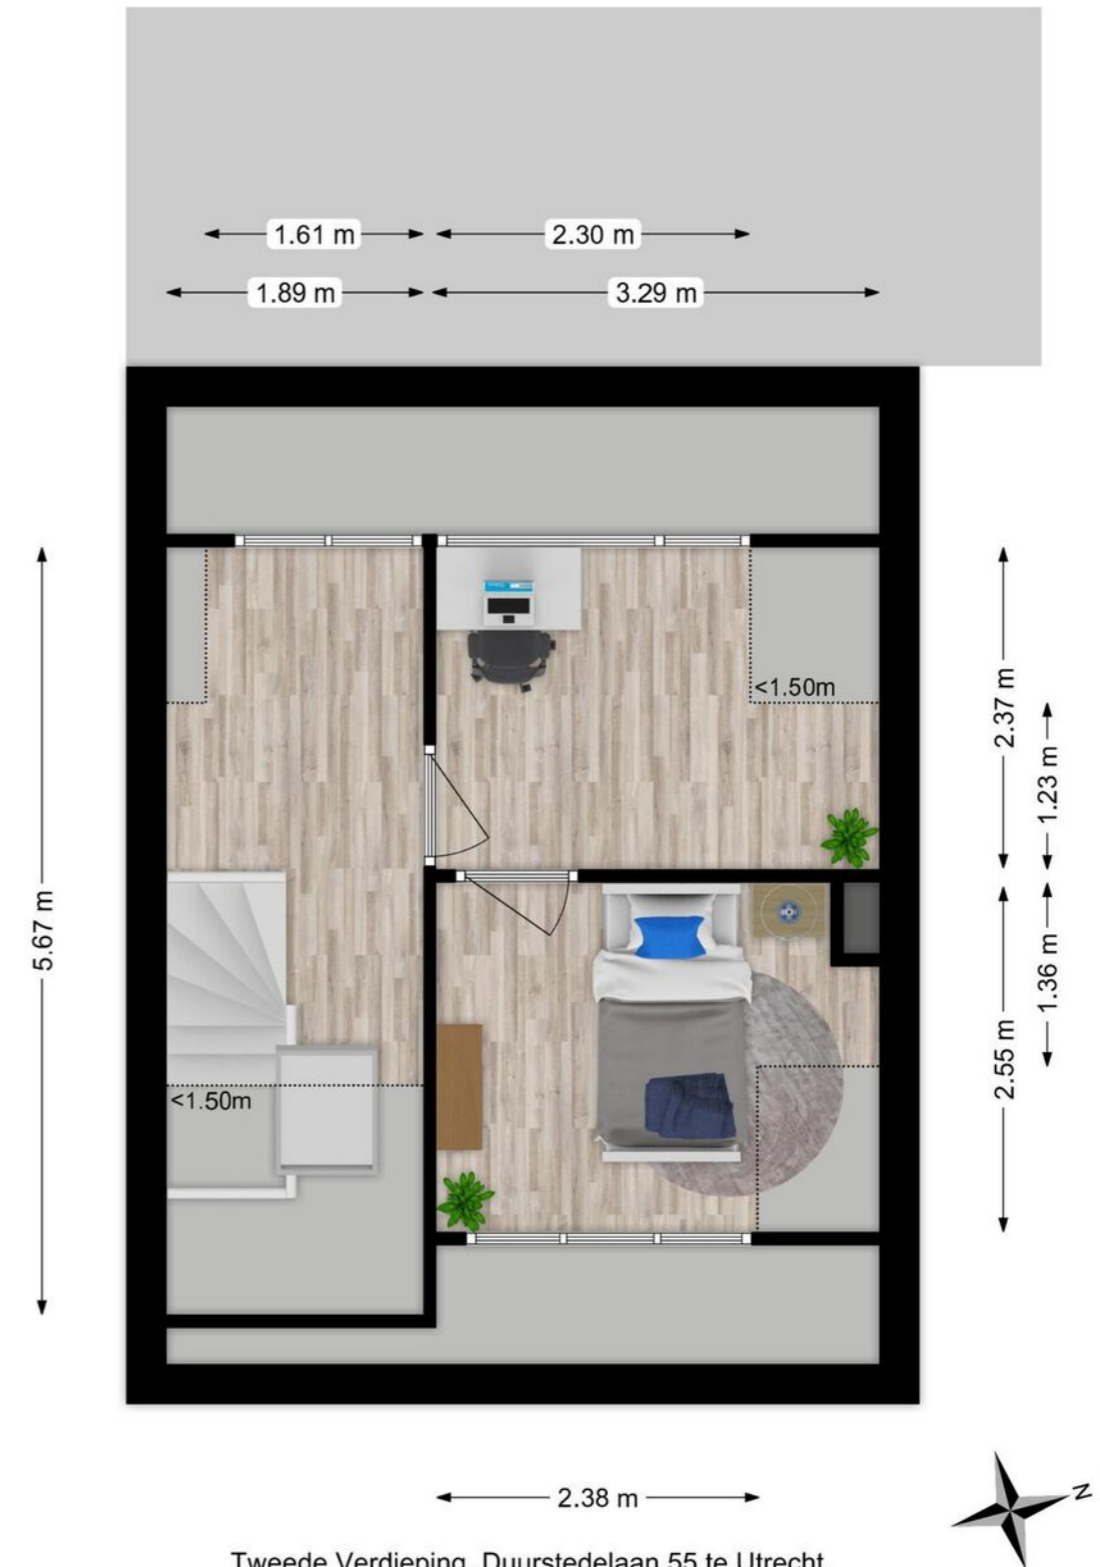 1.61 m
2.30 m
1.89 m
3.29 m
<1.50m
2.37 m
1.23 m
5.67 m
1.36 m
2.55 m
<1.50m
2.38 m
N
Tweede Verdieping, Duurstedelaan 55 te Utrecht